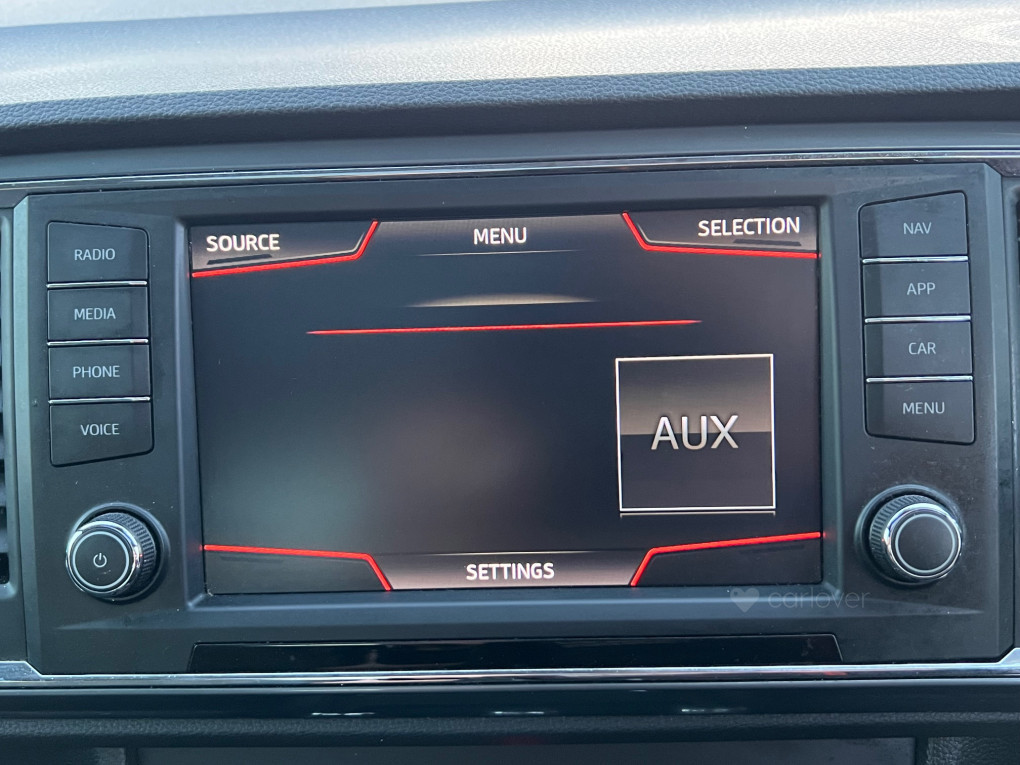 SOURCE
MENU
SELECTION
RADIO
MEDIA
PHONE
VOICE
AUX
SETTINGS
NAV
APP
CAR
MENU
carlover